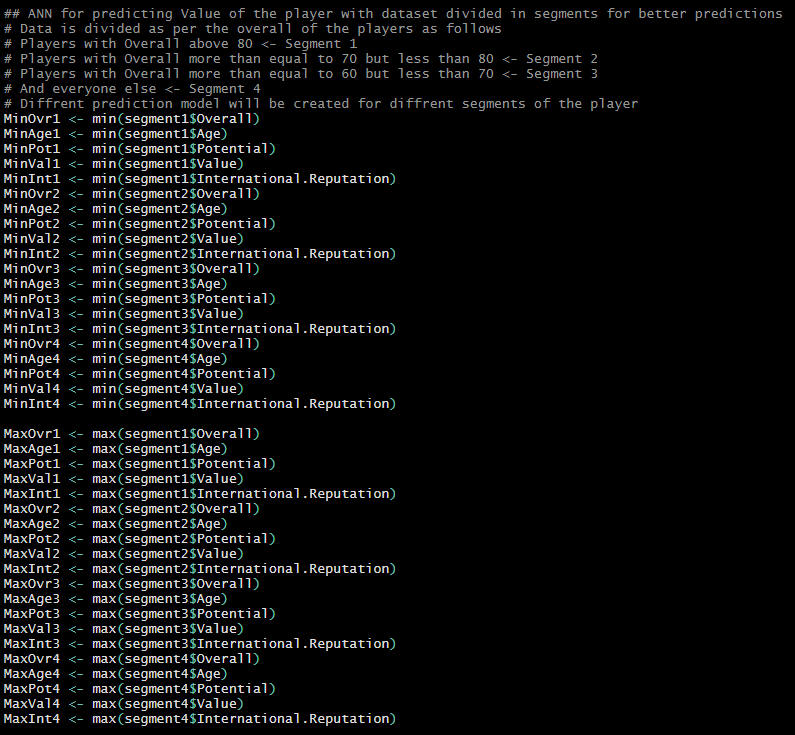 ## ANN for predicting Value of the player with dataset divided in segments for better predictions
# Data is divided as per the overall of the players as follows
# Players with Overall above 80 <- Segment 1
# Players with Overall more than equal to 70 but less than 80 <- Segment 2
# Players with Overall more than equal to 60 but less than 70 <- Segment 3
# And everyone else <- Segment 4
# Diffrent prediction model will be created for diffrent segments of the player
MinOvr1 <- min(segment1$Overall)
MinAge1 <- min(segment1$Age)
MinPot1 <- min(segment1$Potential)
MinVal1 <- min(segment1$Value)
MinInt1 <- min(segment1$International.Reputation)
MinOvr2 <- min(segment2$Overall)
MinAge2 <- min(segment2$Age)
MinPot2 <- min(segment2$Potential)
MinVal2 <- min(segment2$Value)
MinInt2 <- min(segment2$International.Reputation)
MinOvr3 <- min(segment3$Overall)
MinAge3 <- min(segment3$Age)
MinPot3 <- min(segment3$Potential)
MinVal3 <- min(segment3$Value)
MinInt3 <- min(segment3$International.Reputation)
MinOvr4 <- min(segment4$Overall)
MinAge4 <- min(segment4$Age)
MinPot4 <- min(segment4$Potential)
MinVal4 <- min(segment4$Value)
MinInt4 <- min(segment4$International.Reputation)
MaxOvr1 <- max(segment1$Overall)
MaxAge1 <- max(segment1$Age)
MaxPot1 <- max(segment1$Potential)
MaxVal1 <- max(segment1$Value)
MaxInt1 <- max(segment1$International.Reputation)
MaxOvr2 <- max(segment2$Overall)
MaxAge2 <- max(segment2$Age)
MaxPot2 <- max(segment2$Potential)
MaxVal2 <- max(segment2$Value)
MaxInt2 <- max(segment2$International.Reputation)
MaxOvr3 <- max(segment3$Overall)
MaxAge3 <- max(segment3$Age)
MaxPot3 <- max(segment3$Potential)
MaxVal3 <- max(segment3$Value)
MaxInt3 <- max(segment3$International.Reputation)
MaxOvr4 <- max(segment4$Overall)
MaxAge4 <- max(segment4$Age)
MaxPot4 <- max(segment4$Potential)
MaxVal4 <- max(segment4$Value)
MaxInt4 <- max(segment4$International.Reputation)